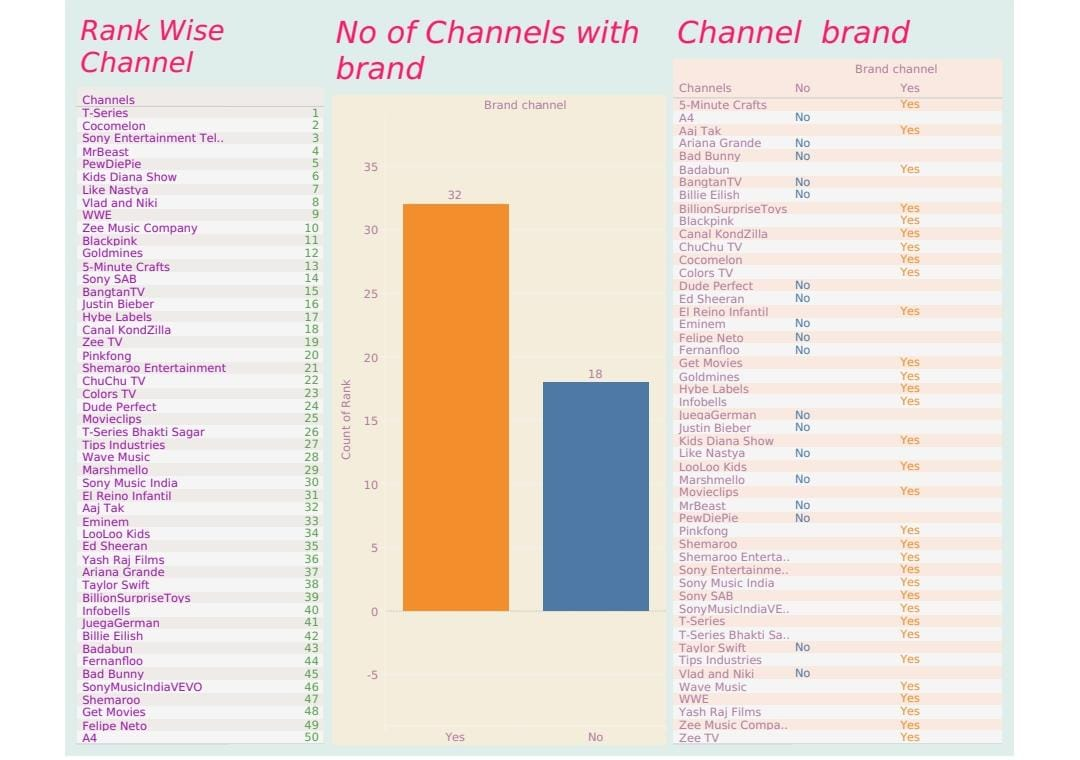 Rank Wise
Channel
Channels
T-Series 1
Cocomelon 2
Sony Entertainment Tel.. 3
MrBeast 4
PewDiePie 5
Kids Diana Show 6
Like Nastya 7
Vlad and Niki 8
WWE 9
Zee Music Company 10
Blackpink 11
Goldmines 12
5-Minute Crafts 13
Sony SAB 14
BangtanTV 15
Justin Bieber 16
Hybe Labels 17
Canal KondZilla 18
Zee TV 19
Pinkfong 20
Shemaroo Entertainment 21
ChuChu TV 22
Colors TV 23
Dude Perfect 24
Movieclips 25
T-Series Bhakti Sagar 26
Tips Industries 27
Wave Music 28
Marshmello 29
Sony Music India 30
El Reino Infantil 31
Aaj Tak 32
Eminem 33
LooLoo Kids 34
Ed Sheeran 35
Yash Raj Films 36
Ariana Grande 37
Taylor Swift 38
BillionSurpriseToys 39
Infobells 40
JuegaGerman 41
Billie Eilish 42
Badabun 43
Fernanfloo 44
Bad Bunny 45
SonyMusicIndiaVEVO 46
Shemaroo 47
Get Movies 48
Felipe Neto 49
A4 50
No of Channels with
brand
Brand channel
35
32
30
25
20
18
15
10
5
0
-5
Count of Rank
Yes No
Channel brand
Brand channel
Channels No Yes
5-Minute Crafts Yes
A4 No
Aaj Tak Yes
Ariana Grande No
Bad Bunny No
Badabun Yes
BangtanTV No
Billie Eilish No
BillionSurpriseToys Yes
Blackpink Yes
Canal KondZilla Yes
ChuChu TV Yes
Cocomelon Yes
Colors TV Yes
Dude Perfect No
Ed Sheeran No
El Reino Infantil Yes
Eminem No
Felipe Neto No
Fernanfloo No
Get Movies Yes
Goldmines Yes
Hybe Labels Yes
Infobells Yes
JuegaGerman No
Justin Bieber No
Kids Diana Show Yes
Like Nastya No
LooLoo Kids Yes
Marshmello No
Movieclips Yes
MrBeast No
PewDiePie No
Pinkfong Yes
Shemaroo Yes
Shemaroo Enterta.. Yes
Sony Entertainme.. Yes
Sony Music India Yes
Sony SAB Yes
SonyMusicIndiaVE.. Yes
T-Series Yes
T-Series Bhakti Sa.. Yes
Taylor Swift No
Tips Industries Yes
Vlad and Niki No
Wave Music Yes
WWE Yes
Yash Raj Films Yes
Zee Music Compa.. Yes
Zee TV Yes